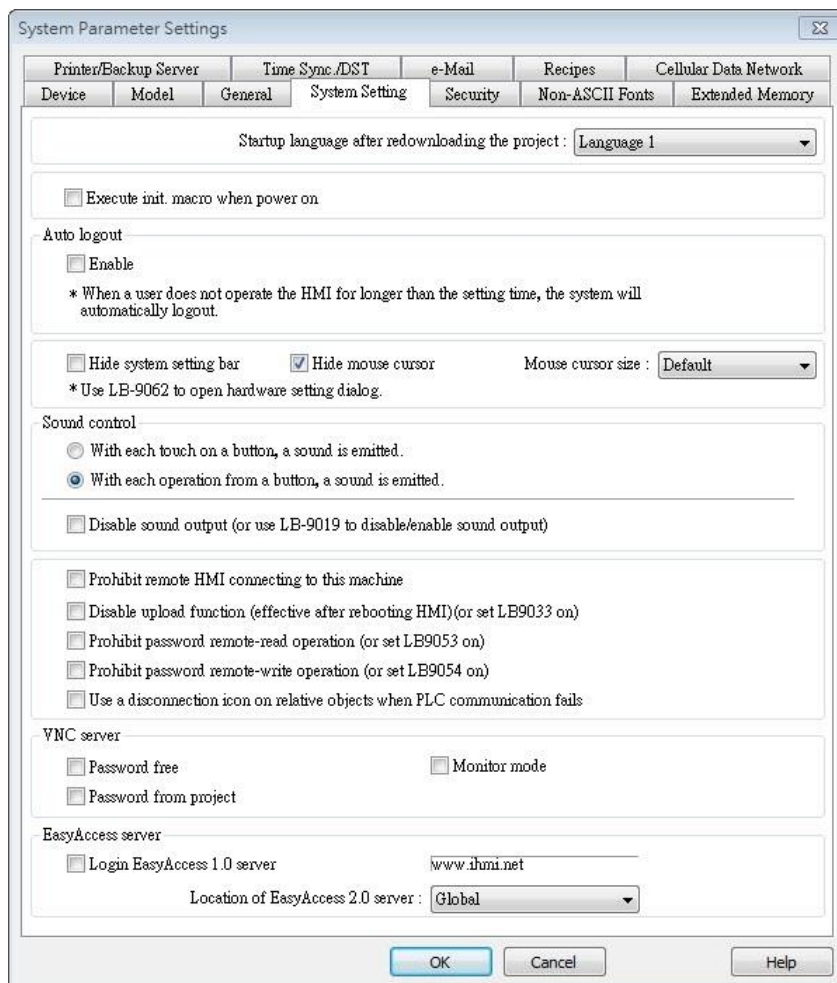 System Parameter Settings
Printer/Backup Server Time Sync./DST e-Mail Recipes Cellular Data Network
Device Model General System Setting Security Non-ASCII Fonts Extended Memory
Startup language after redownloading the project : Language 1
Execute init. macro when power on
Auto logout
Enable
* When a user does not operate the HMI for longer than the setting time, the system will
automatically logout.
Hide system setting bar Hide mouse cursor Mouse cursor size : Default
* Use LB-9062 to open hardware setting dialog.
Sound control
With each touch on a button, a sound is emitted.
With each operation from a button, a sound is emitted.
Disable sound output (or use LB-9019 to disable/enable sound output)
Prohibit remote HMI connecting to this machine
Disable upload function (effective after rebooting HMI)(or set LB9033 on)
Prohibit password remote-read operation (or set LB9053 on)
Prohibit password remote-write operation (or set LB9054 on)
Use a disconnection icon on relative objects when PLC communication fails
VNC server
Password free Monitor mode
Password from project
EasyAccess server
Login EasyAccess 1.0 server www.ihmi.net
Location of EasyAccess 2.0 server : Global
OK Cancel Help